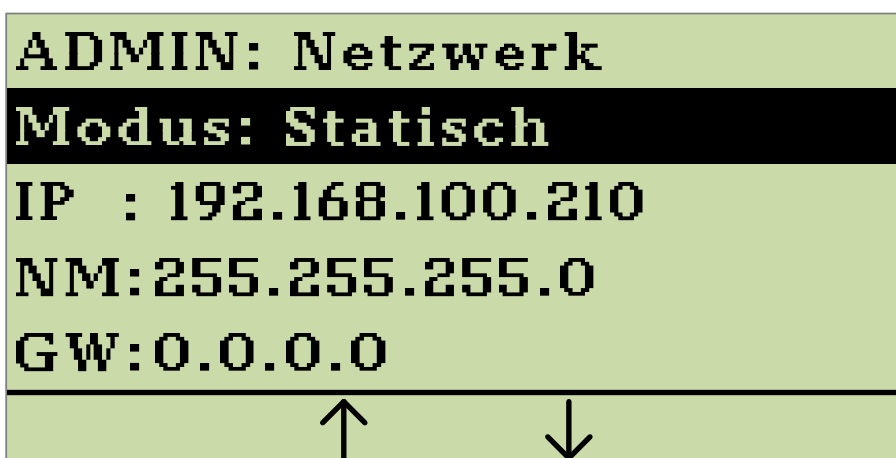 ADMIN: Netzwerk
Modus: Statisch
IP : 192.168.100.210
NM:255.255.255.0
GW:0.0.0.0